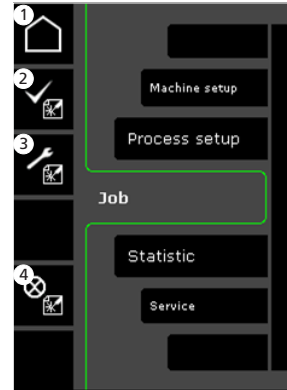 1
2
Machine setup
3
Process setup
Job
Statistic
4
Service